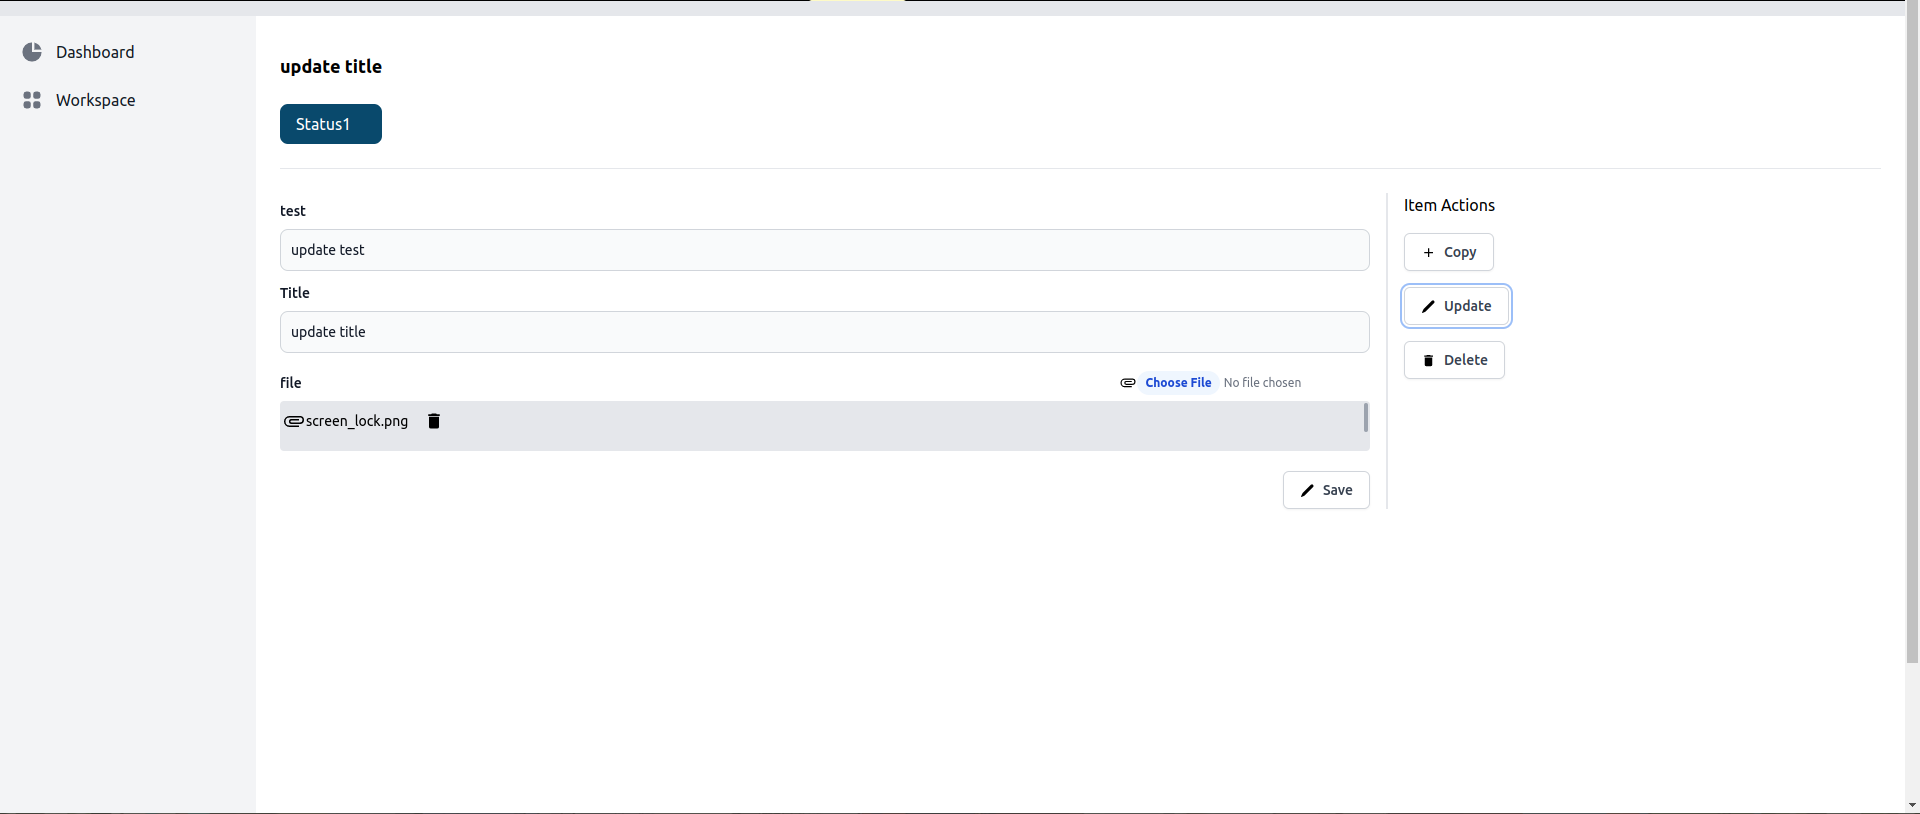 Dashboard
Workspace
update title
Status1
test
update test
Title
update title
file
Choose File No file chosen
screen_lock.png
Save
Item Actions
Copy
Update
Delete